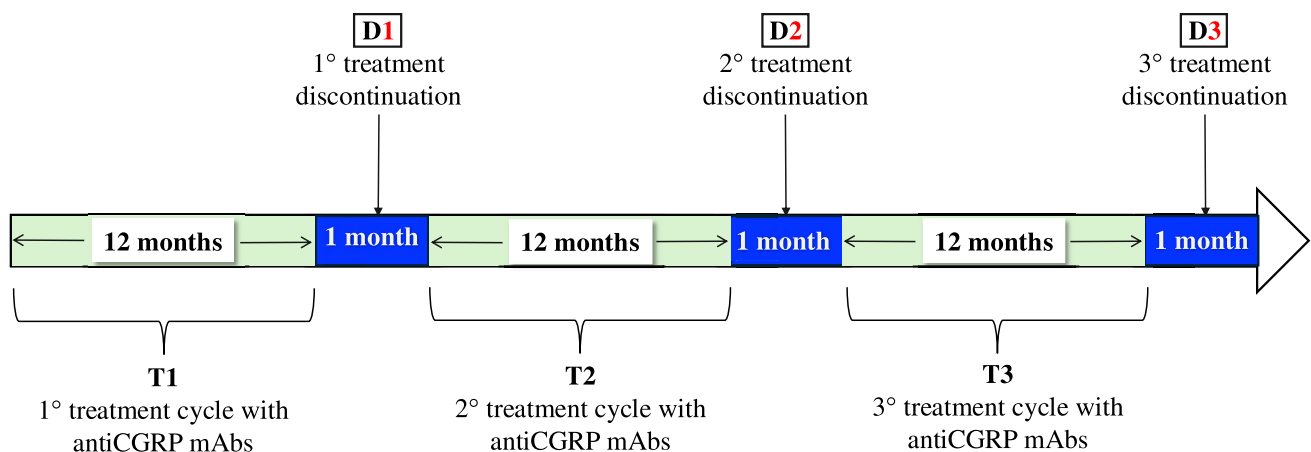 D1
1° treatment
discontinuation
D2
2° treatment
discontinuation
D3
3° treatment
discontinuation
12 months
1 month
12 months
1 month
12 months
1 month
T1
1° treatment cycle with
antiCGRP mAbs
T2
2° treatment cycle with
antiCGRP mAbs
T3
3° treatment cycle with
antiCGRP mAbs